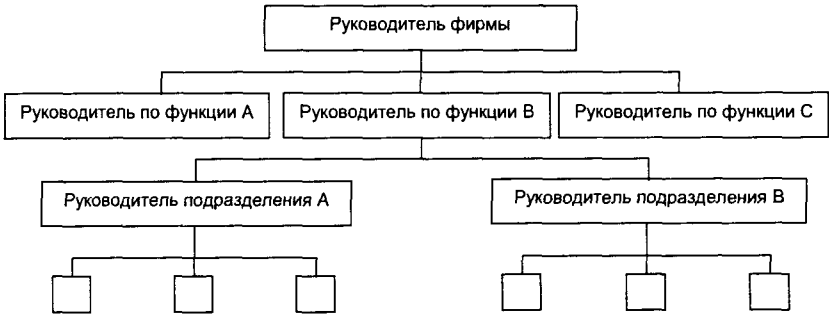 Руководитель фирмы
Руководитель по функции А
Руководитель по функции В
Руководитель по функции С
Руководитель подразделения А
Руководитель подразделения В